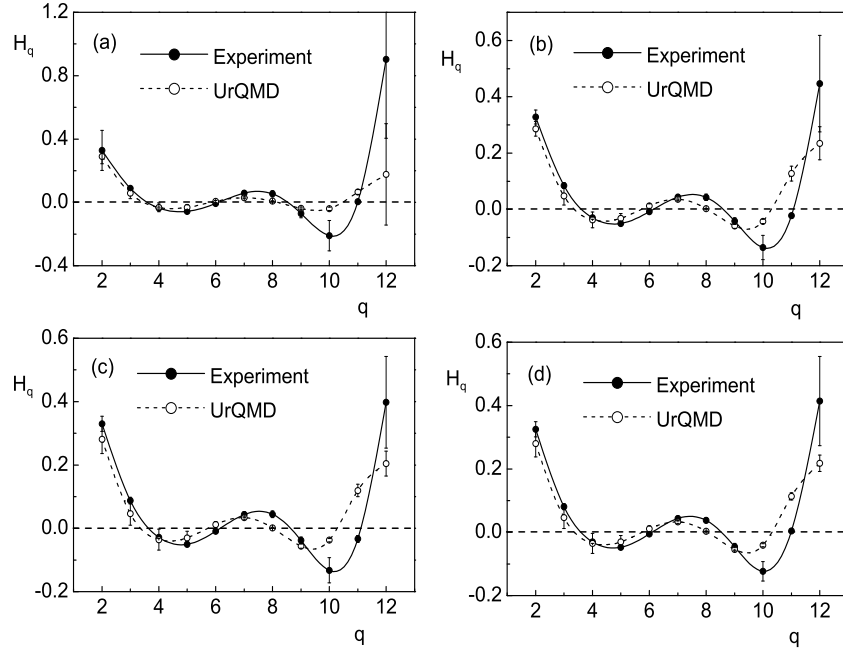 1.2
0.8
0.4
0.0
-0.4
H_q
(a)
Experiment
UrQMD
2 4 6 8 10 12
q
0.6
0.4
0.2
0.0
-0.2
H_q
(b)
Experiment
UrQMD
2 4 6 8 10 12
q
0.6
0.4
0.2
0.0
-0.2
H_q
(c)
Experiment
UrQMD
2 4 6 8 10 12
q
0.6
0.4
0.2
0.0
-0.2
H_q
(d)
Experiment
UrQMD
2 4 6 8 10 12
q